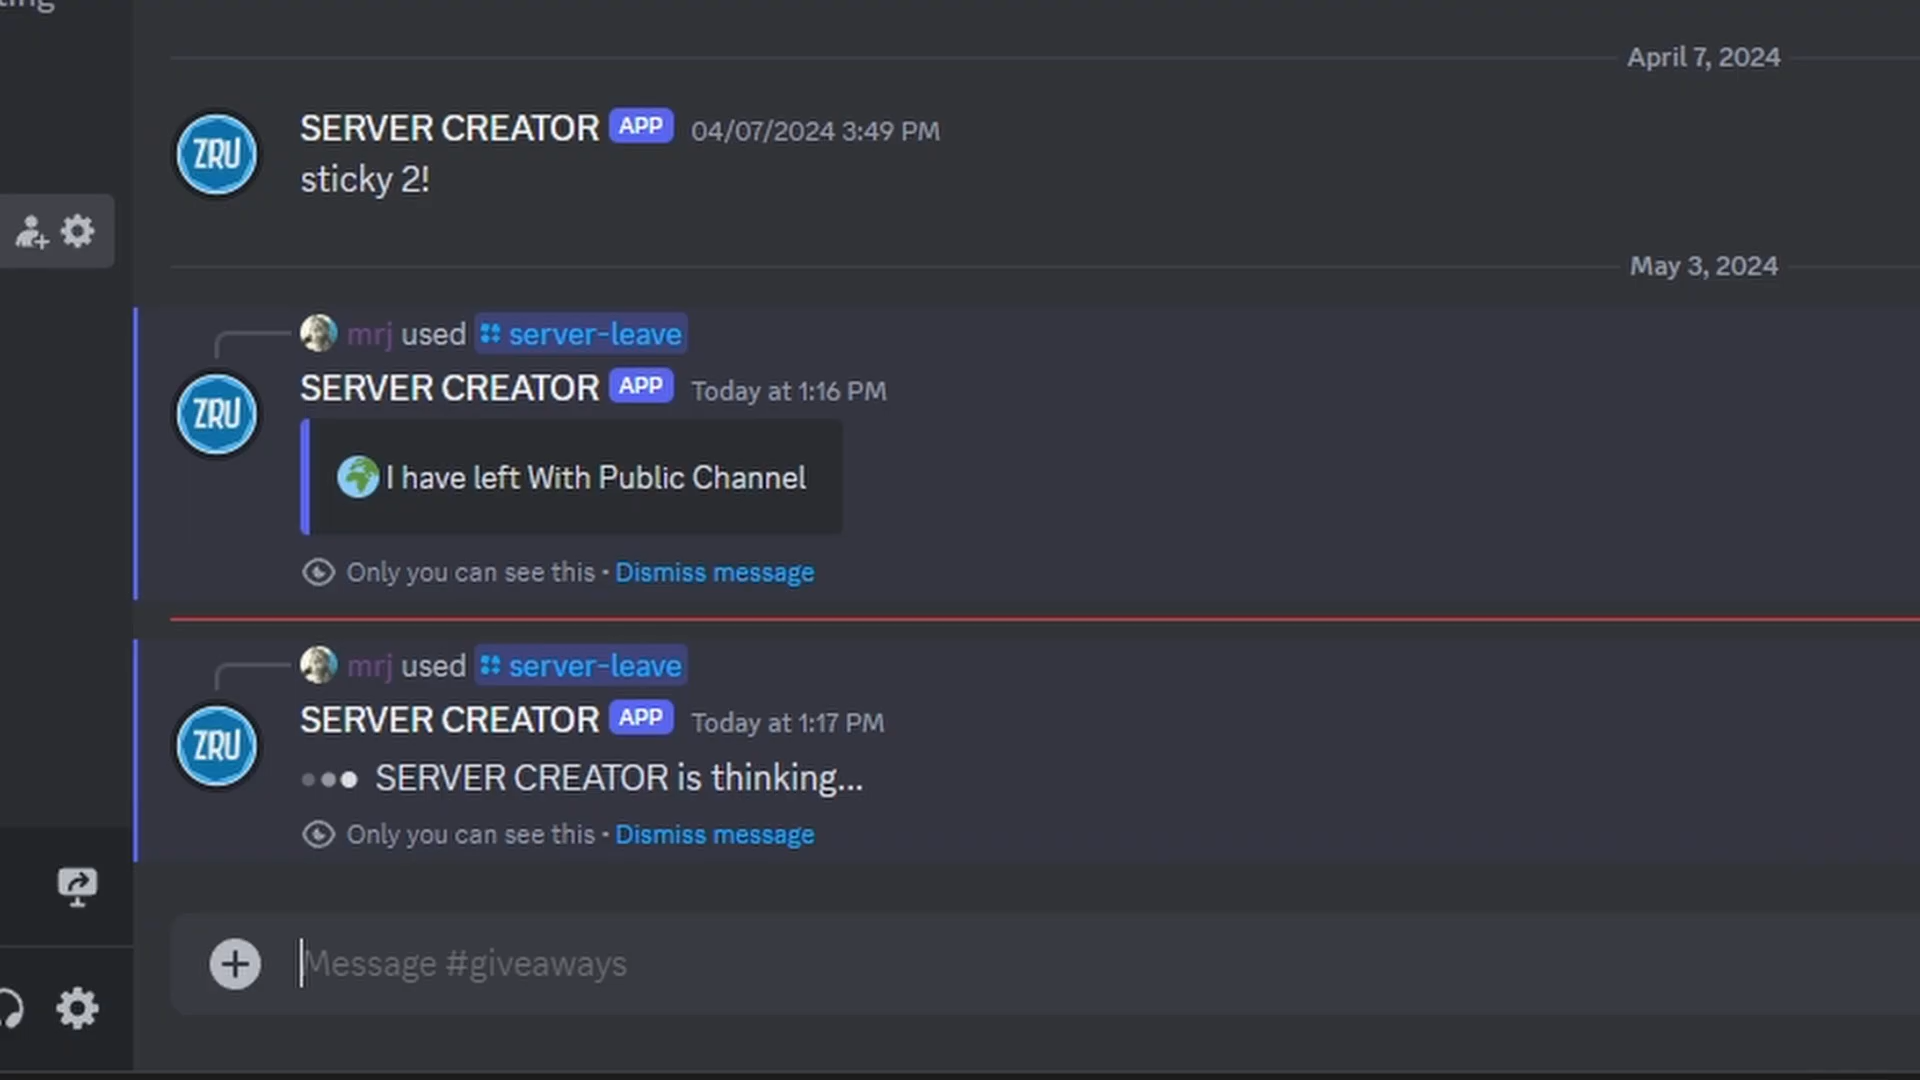 April 7, 2024
ZRU
SERVER CREATOR APP 04/07/2024 3:49 PM
sticky 2!
May 3, 2024
mrj used server-leave
ZRU
SERVER CREATOR APP Today at 1:16 PM
I have left With Public Channel
Only you can see this • Dismiss message
mrj used server-leave
ZRU
SERVER CREATOR APP Today at 1:17 PM
SERVER CREATOR is thinking...
Only you can see this • Dismiss message
Message #giveaways